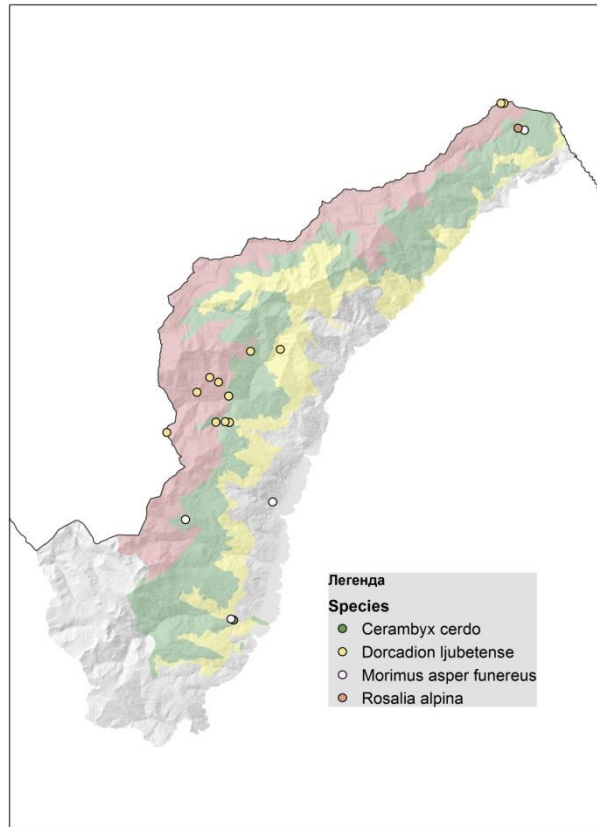 Легенда
Species
Cerambyx cerdo
Dorcadion ljubetense
Morimus asper funereus
Rosalia alpina